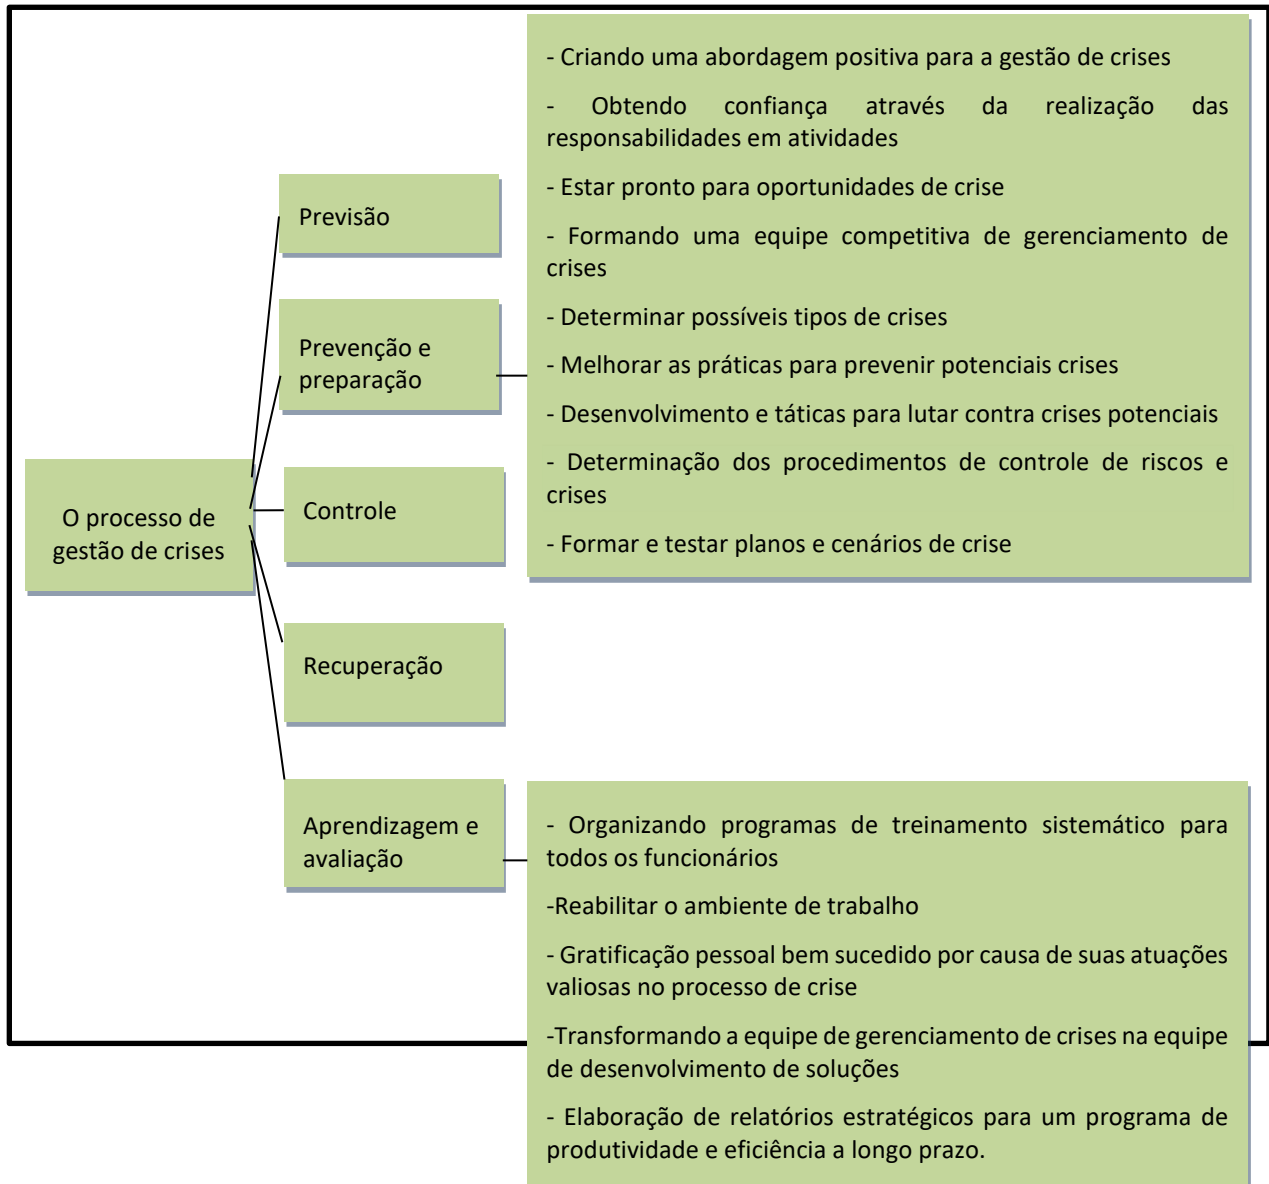 O processo de
gestão de crises
Previsão
Prevenção e
preparação
- Criando uma abordagem positiva para a gestão de crises
- Obtendo confiança através da realização das
responsabilidades em atividades
- Estar pronto para oportunidades de crise
- Formando uma equipe competitiva de gerenciamento de
crises
- Determinar possíveis tipos de crises
- Melhorar as práticas para prevenir potenciais crises
- Desenvolvimento e táticas para lutar contra crises potenciais
- Determinação dos procedimentos de controle de riscos e
crises
- Formar e testar planos e cenários de crise
Controle
Recuperação
Aprendizagem e
avaliação
- Organizando programas de treinamento sistemático para
todos os funcionários
-Reabilitar o ambiente de trabalho
- Gratificação pessoal bem sucedido por causa de suas atuações
valiosas no processo de crise
-Transformando a equipe de gerenciamento de crises na equipe
de desenvolvimento de soluções
- Elaboração de relatórios estratégicos para um programa de
produtividade e eficiência a longo prazo.